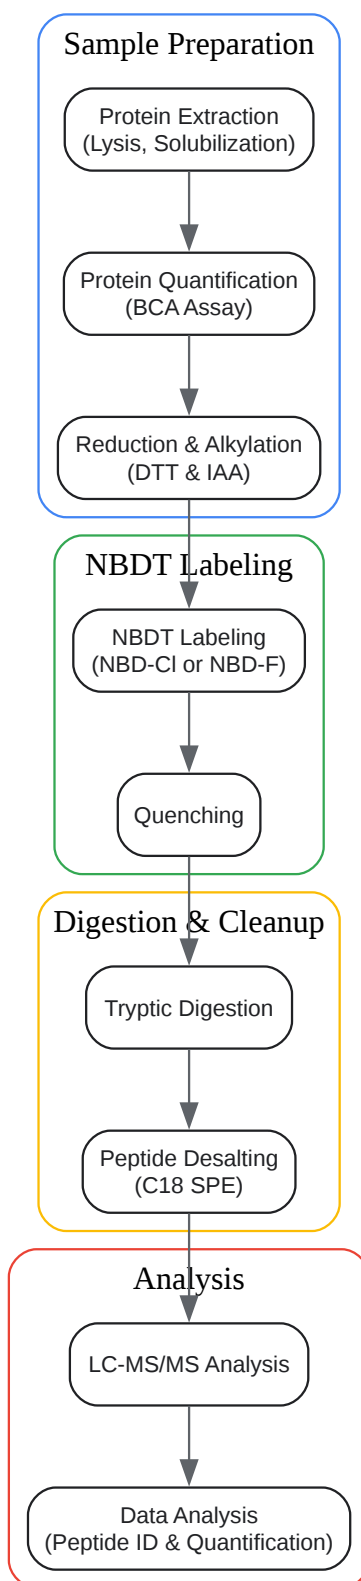 Sample Preparation
Protein Extraction
(Lysis, Solubilization)
Protein Quantification
(BCA Assay)
Reduction & Alkylation
(DTT & IAA)
NBDT Labeling
NBDT Labeling
(NBD-Cl or NBD-F)
Quenching
Digestion & Cleanup
Tryptic Digestion
Peptide Desalting
(C18 SPE)
Analysis
LC-MS/MS Analysis
Data Analysis
(Peptide ID & Quantification)